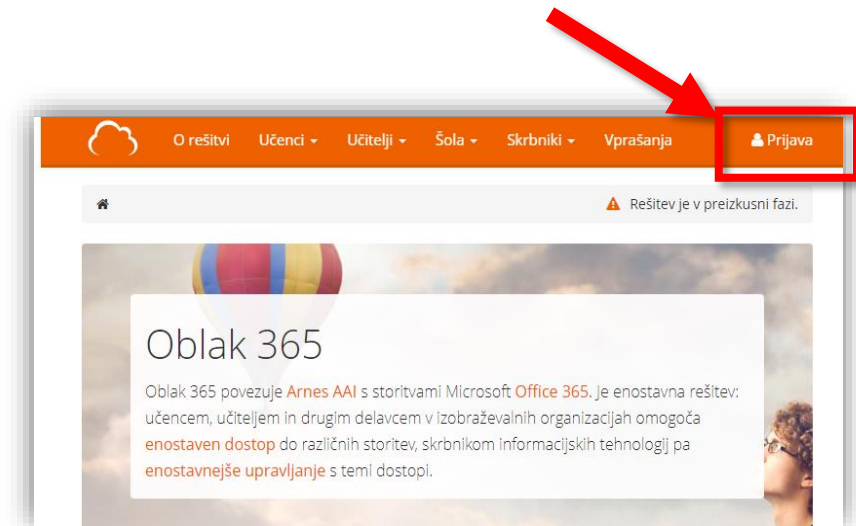 O rešitvi Učenci Učitelji Šola Skrbniki Vprašanja Prijava
Rešitev je v preizkusni fazi.
Oblak 365
Oblak 365 povezuje Arnes AAI s storitvami Microsoft Office 365. Je enostavna rešitev:
učencem, učiteljem in drugim delavcem v izobraževalnih organizacijah omogoča
enostaven dostop do različnih storitev, skrbnikom informacijskih tehnologij pa
enostavnejše upravljanje s temi dostopi.